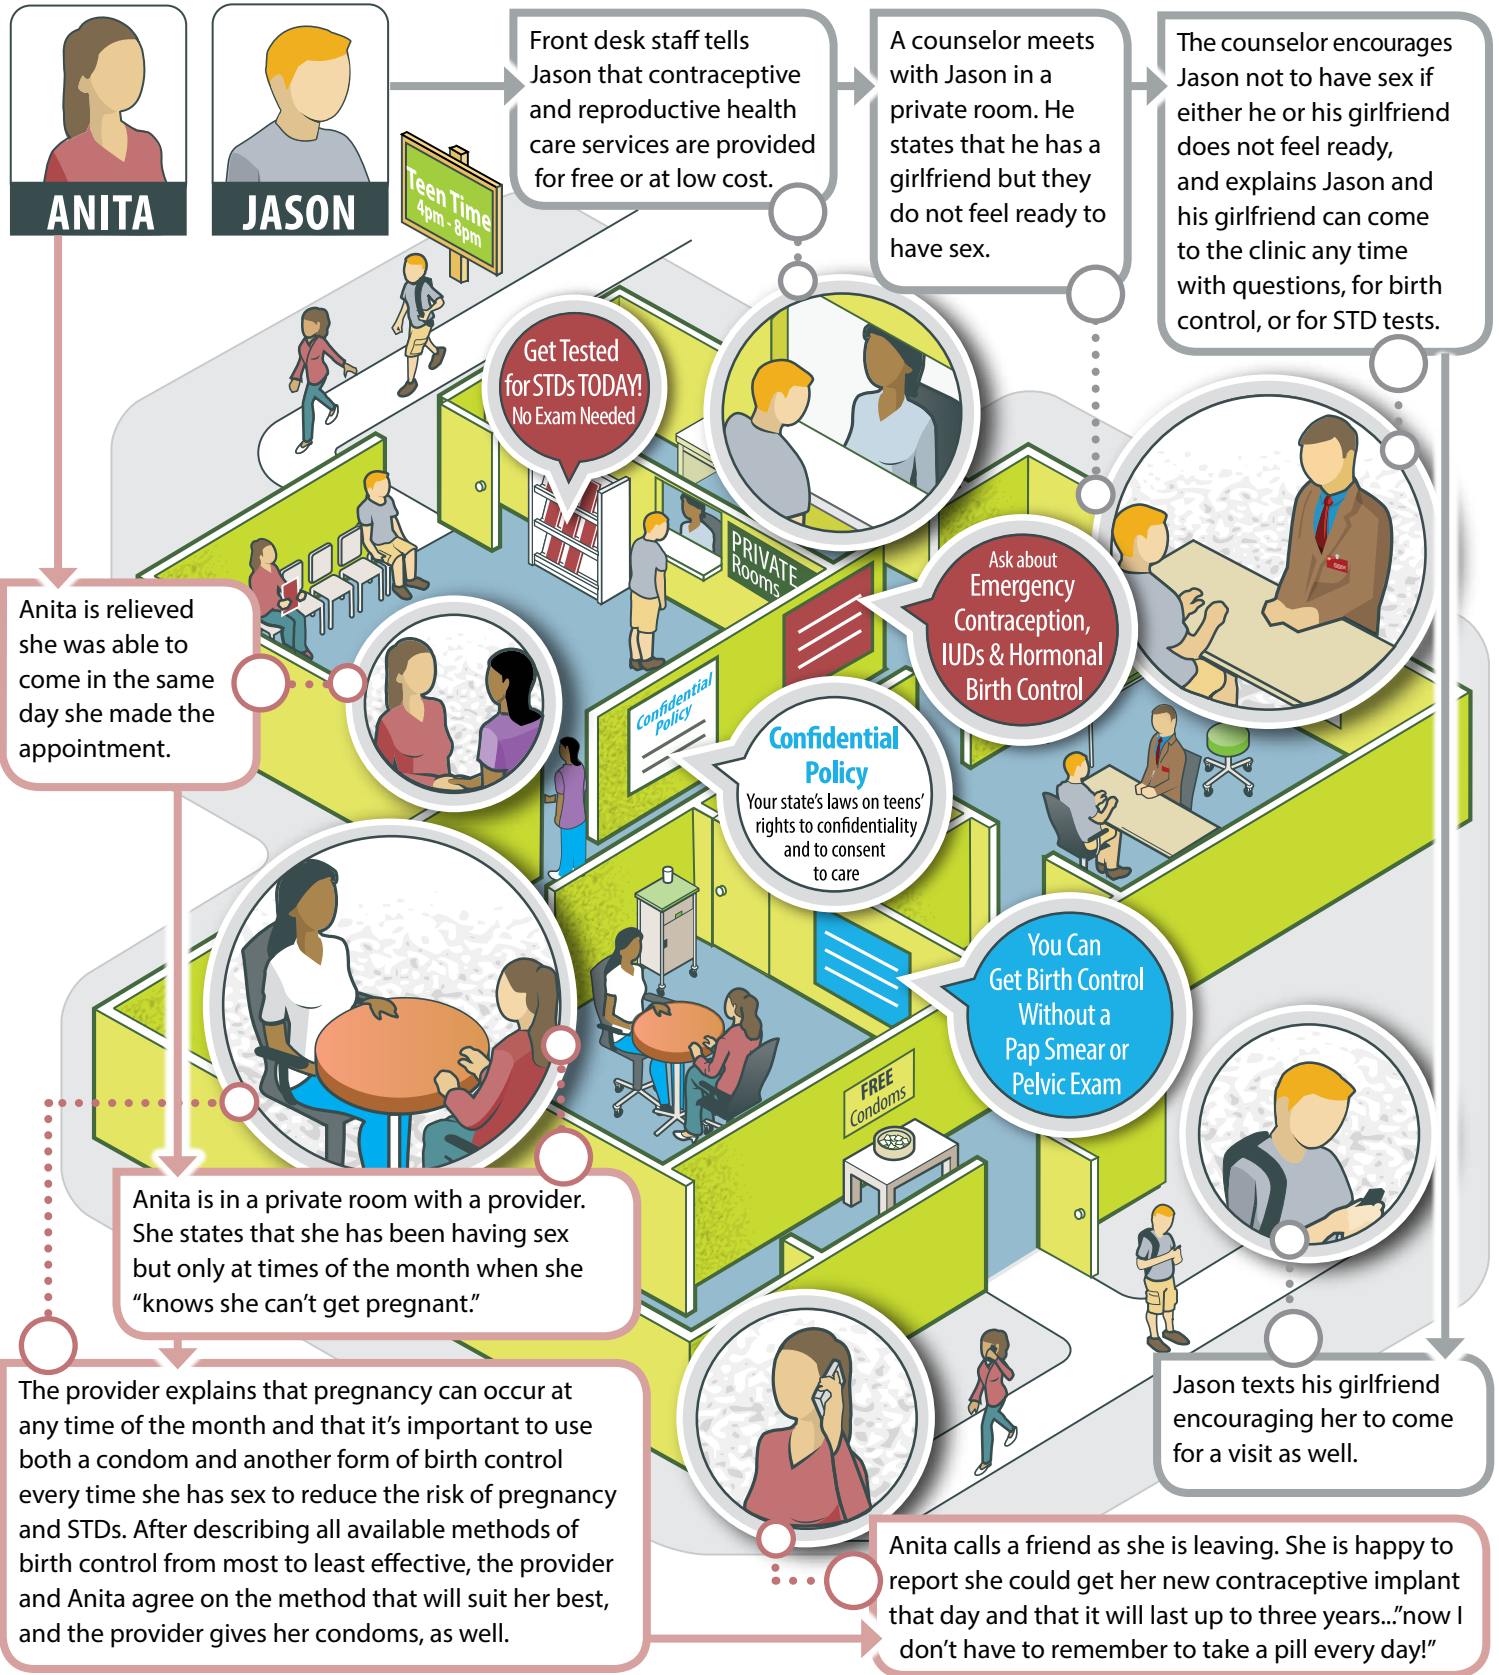 ANITA
JASON
Teen Time
4pm - 8pm
Front desk staff tells
Jason that contraceptive
and reproductive health
care services are provided
for free or at low cost.
A counselor meets
with Jason in a
private room. He
states that he has a
girlfriend but they
do not feel ready to
have sex.
The counselor encourages
Jason not to have sex if
either he or his girlfriend
does not feel ready,
and explains Jason and
his girlfriend can come
to the clinic any time
with questions, for birth
control, or for STD tests.
Get Tested
for STDs TODAY!
No Exam Needed
PRIVATE
Rooms
Ask about
Emergency
Contraception,
IUDs & Hormonal
Birth Control
Anita is relieved
she was able to
come in the same
day she made the
appointment.
Confidential
Policy
Confidential
Policy
Your state's laws on teens'
rights to confidentiality
and to consent
to care
You Can
Get Birth Control
Without a
Pap Smear or
Pelvic Exam
FREE
Condoms
Anita is in a private room with a provider.
She states that she has been having sex
but only at times of the month when she
“knows she can't get pregnant.”
The provider explains that pregnancy can occur at
any time of the month and that it's important to use
both a condom and another form of birth control
every time she has sex to reduce the risk of pregnancy
and STDs. After describing all available methods of
birth control from most to least effective, the provider
and Anita agree on the method that will suit her best,
and the provider gives her condoms, as well.
Jason texts his girlfriend
encouraging her to come
for a visit as well.
Anita calls a friend as she is leaving. She is happy to
report she could get her new contraceptive implant
that day and that it will last up to three years...”now I
don't have to remember to take a pill every day!”